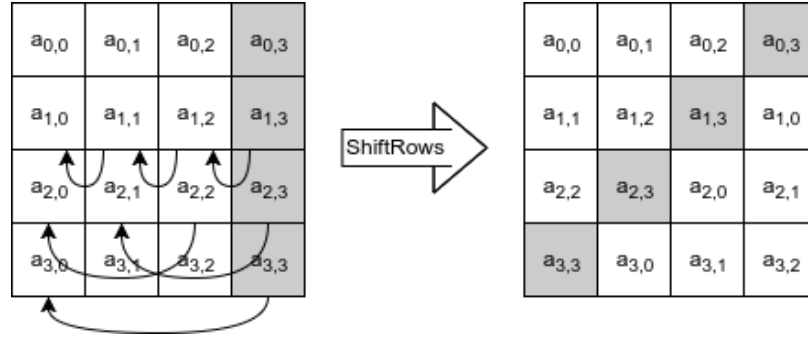 a0,0 a0,1 a0,2 a0,3
a1,0 a1,1 a1,2 a1,3
a2,0 a2,1 a2,2 a2,3
a3,0 a3,1 a3,2 a3,3
ShiftRows
a0,0 a0,1 a0,2 a0,3
a1,1 a1,2 a1,3 a1,0
a2,2 a2,3 a2,0 a2,1
a3,3 a3,0 a3,1 a3,2